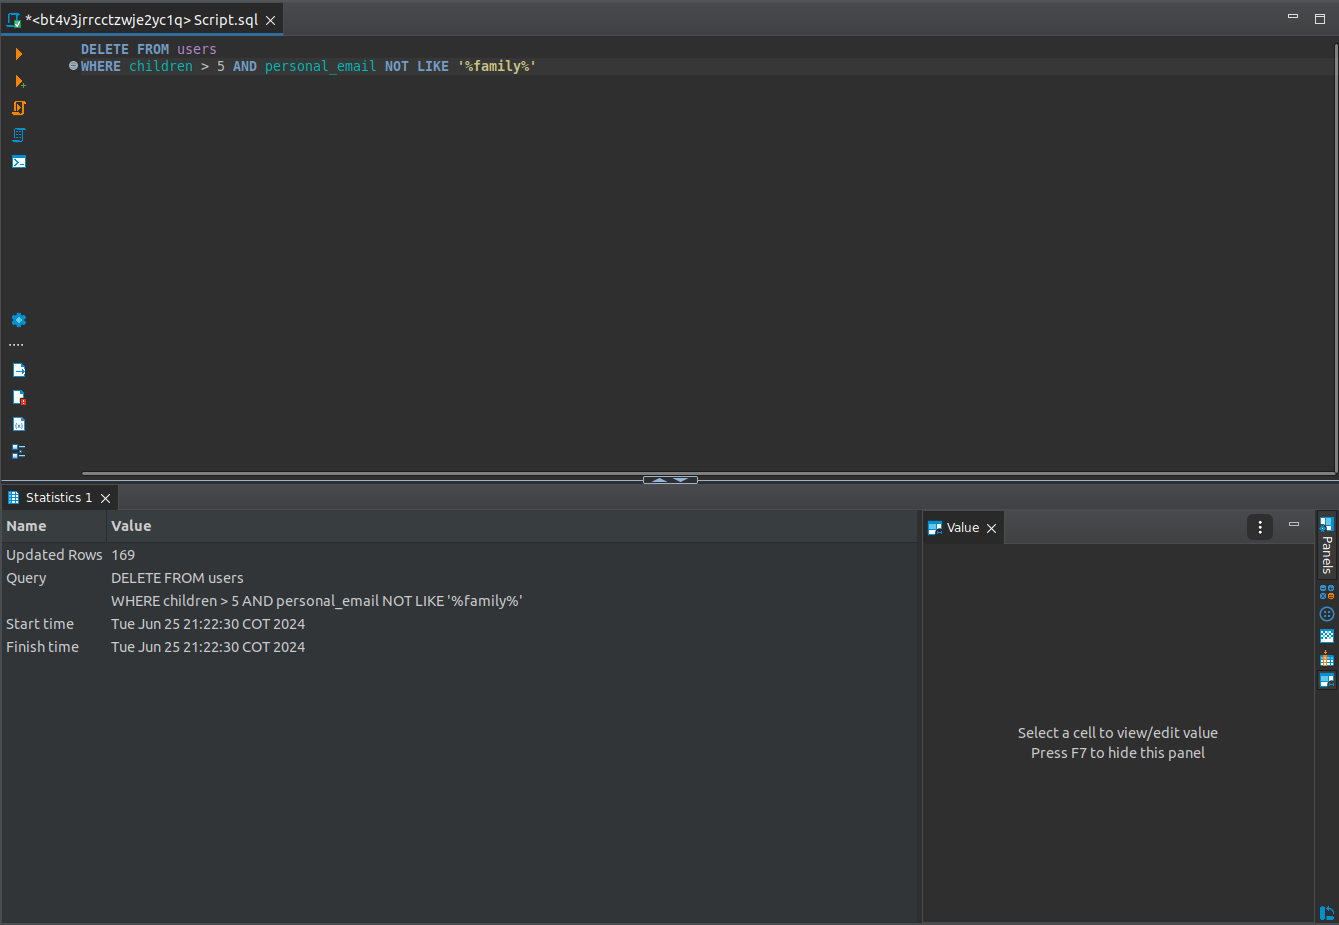 *<bt4v3jrrcctzwje2yc1q> Script.sql
DELETE FROM users
WHERE children > 5 AND personal_email NOT LIKE '%family%'
Statistics 1
Name Value
Updated Rows 169
Query DELETE FROM users
WHERE children > 5 AND personal_email NOT LIKE '%family%'
Start time Tue Jun 25 21:22:30 COT 2024
Finish time Tue Jun 25 21:22:30 COT 2024
Value
Select a cell to view/edit value
Press F7 to hide this panel
Panels